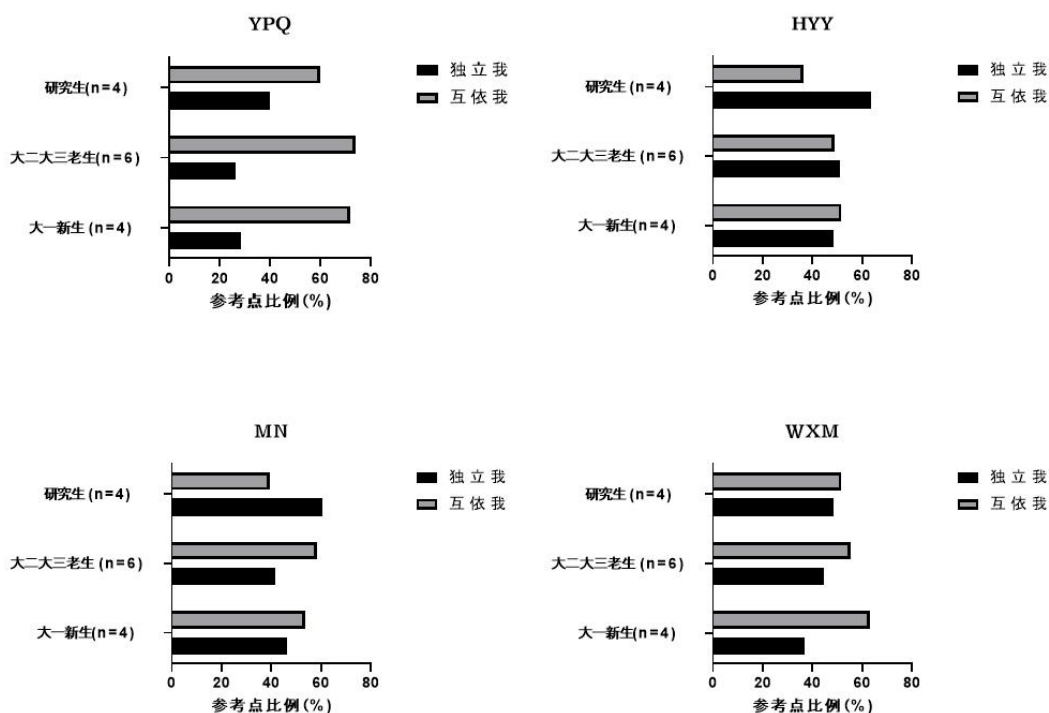 YPQ
研究生(n=4)
大二大三老生(n=6)
大一新生 (n=4)
0 20 40 60 80
参考点比例(%)
独立我
互依我
HYY
研究生(n=4)
大二大三老生(n=6)
大一新生(n=4)
0 20 40 60 80
参考点比例(%)
独立我
互依我
MN
研究生(n=4)
大二大三老生 (n=6)
大一新生(n=4)
0 20 40 60 80
参考点比例(%)
独立我
互依我
WXM
研究生(n=4)
大二大三老生 (n=6)
大一新生(n=4)
0 20 40 60 80
参考点比例(%)
独立我
互依我